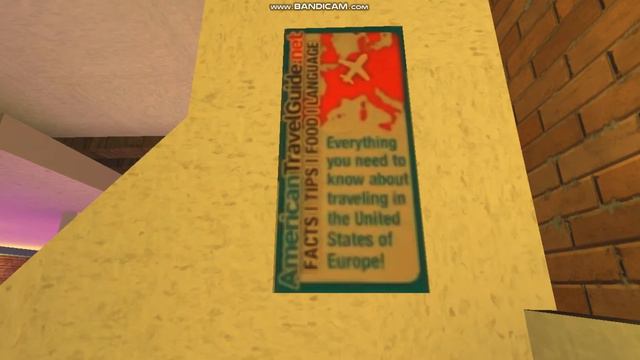 www.BANDICAM.com
AmericanTravelGuide.net
FACTS | TIPS | FOOD | LANGUAGE
Everything
you need to
know about
traveling in
the United
States of
Europe!